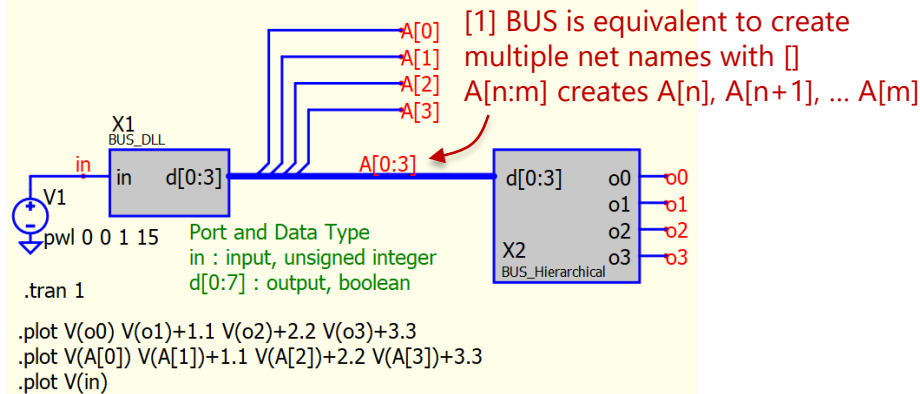 A[0]
A[1]
A[2]
A[3]
[1] BUS is equivalent to create
multiple net names with []
A[n:m] creates A[n], A[n+1], ... A[m]
X1
BUS_DLL
in
in
d[0:3]
A[0:3]
d[0:3]
o0
o0
o1
o1
o2
o2
o3
o3
X2
BUS_Hierarchical
V1
pwl 0 0 1 15
Port and Data Type
in : input, unsigned integer
d[0:7] : output, boolean
.tran 1
.plot V(o0) V(o1)+1.1 V(o2)+2.2 V(o3)+3.3
.plot V(A[0]) V(A[1])+1.1 V(A[2])+2.2 V(A[3])+3.3
.plot V(in)